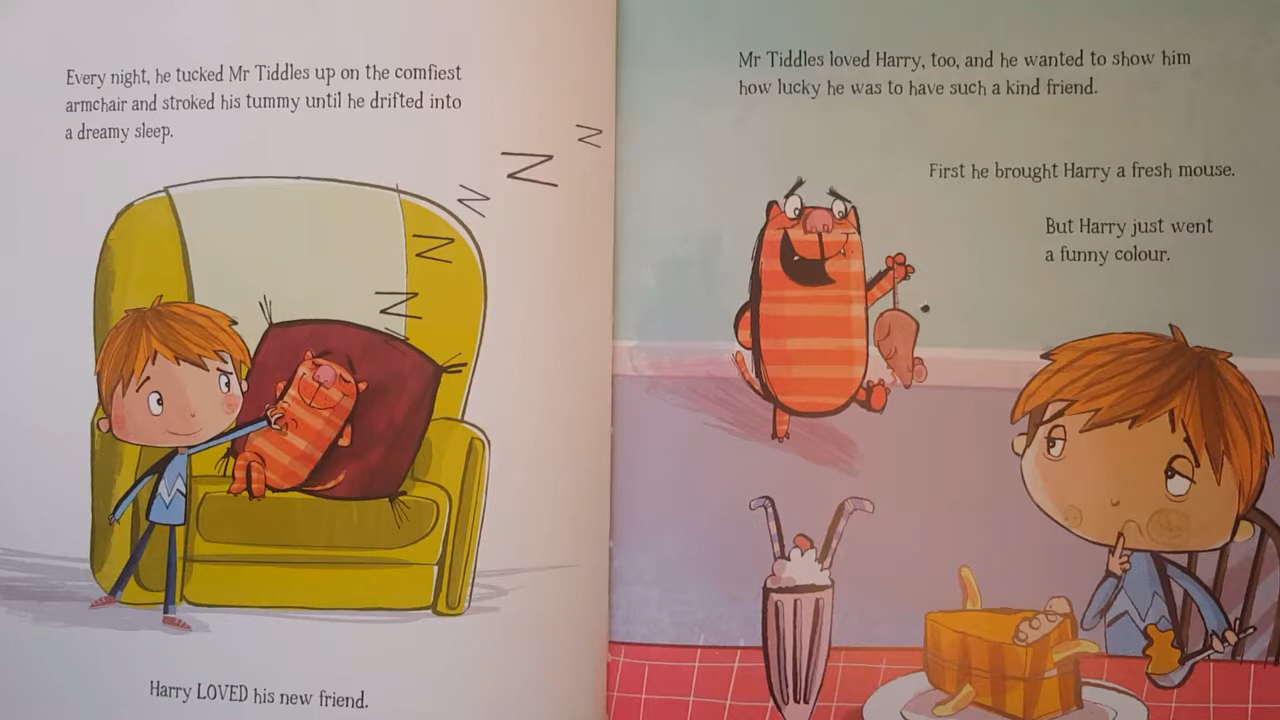 Every night, he tucked Mr Tiddles up on the comfiest
armchair and stroked his tummy until he drifted into
a dreamy sleep.
Z
Z
Z
Z
Z
Harry LOVED his new friend.
Mr Tiddles loved Harry, too, and he wanted to show him
how lucky he was to have such a kind friend.
First he brought Harry a fresh mouse.
But Harry just went
a funny colour.